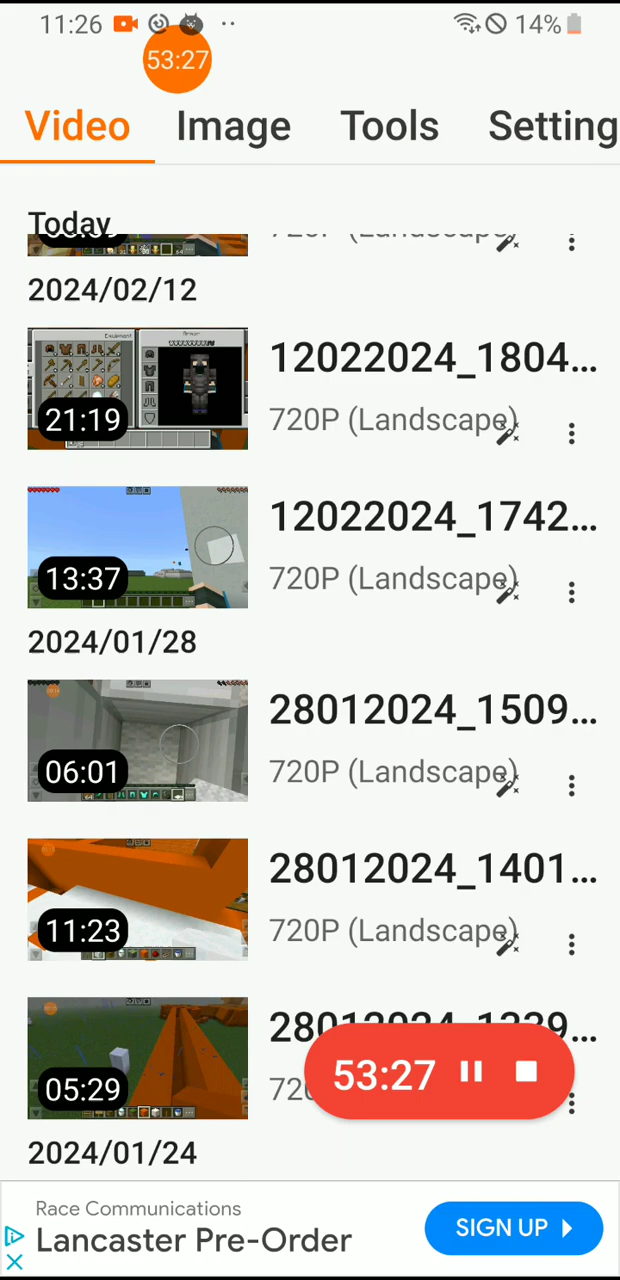 11:26 14%
53:27
Video Image Tools Setting
Today
2024/02/12
12022024_1804...
21:19
720P (Landscape)
12022024_1742...
13:37
720P (Landscape)
2024/01/28
28012024_1509...
06:01
720P (Landscape)
28012024_1401...
11:23
720P (Landscape)
05:29
53:27
2024/01/24
Race Communications
Lancaster Pre-Order
SIGN UP